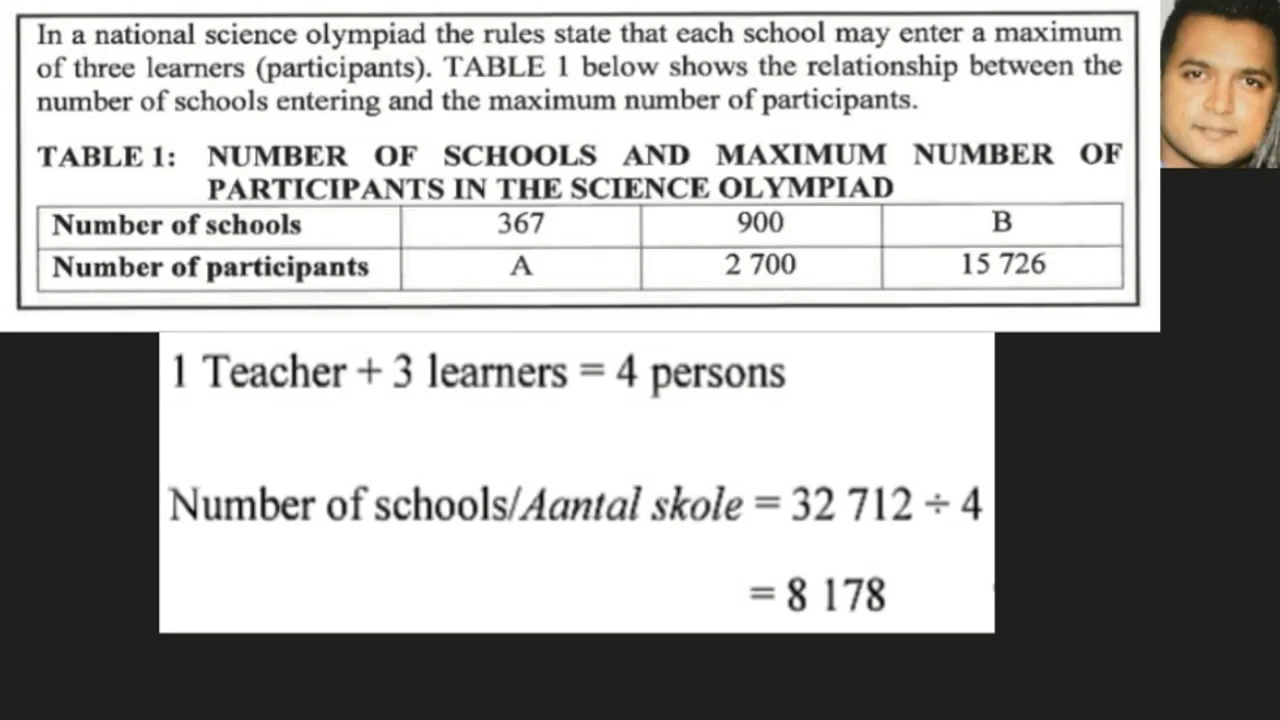 In a national science olympiad the rules state that each school may enter a maximum
of three learners (participants). TABLE 1 below shows the relationship between the
number of schools entering and the maximum number of participants.
TABLE 1: NUMBER OF SCHOOLS AND MAXIMUM NUMBER OF
PARTICIPANTS IN THE SCIENCE OLYMPIAD
Number of schools 367 900 B
Number of participants A 2 700 15 726
1 Teacher + 3 learners = 4 persons
Number of schools/Aantal skole = 32 712 ÷ 4
= 8 178